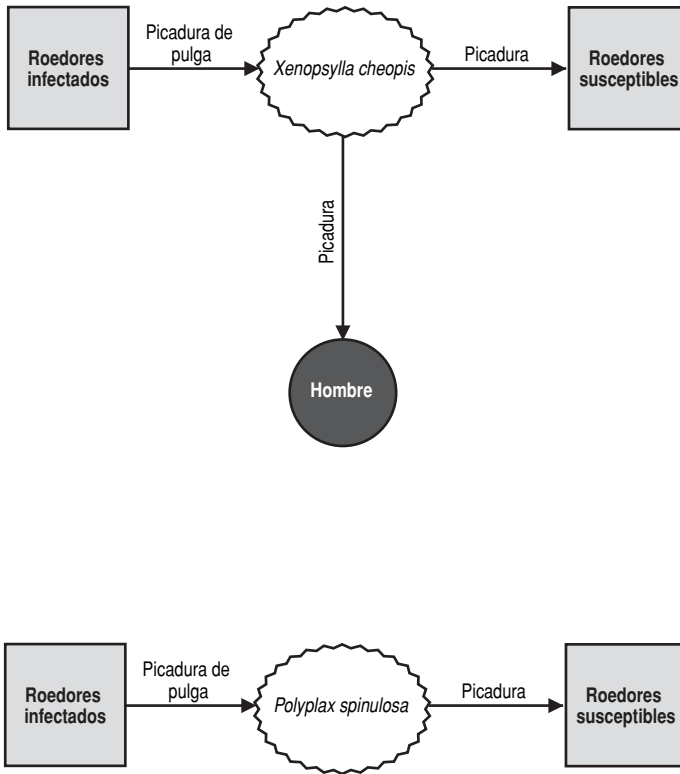 Roedores
infectados
Picadura de
pulga
Xenopsylla cheopis
Picadura
Roedores
susceptibles
Picadura
Hombre
Roedores
infectados
Picadura de
pulga
Polyplax spinulosa
Picadura
Roedores
susceptibles